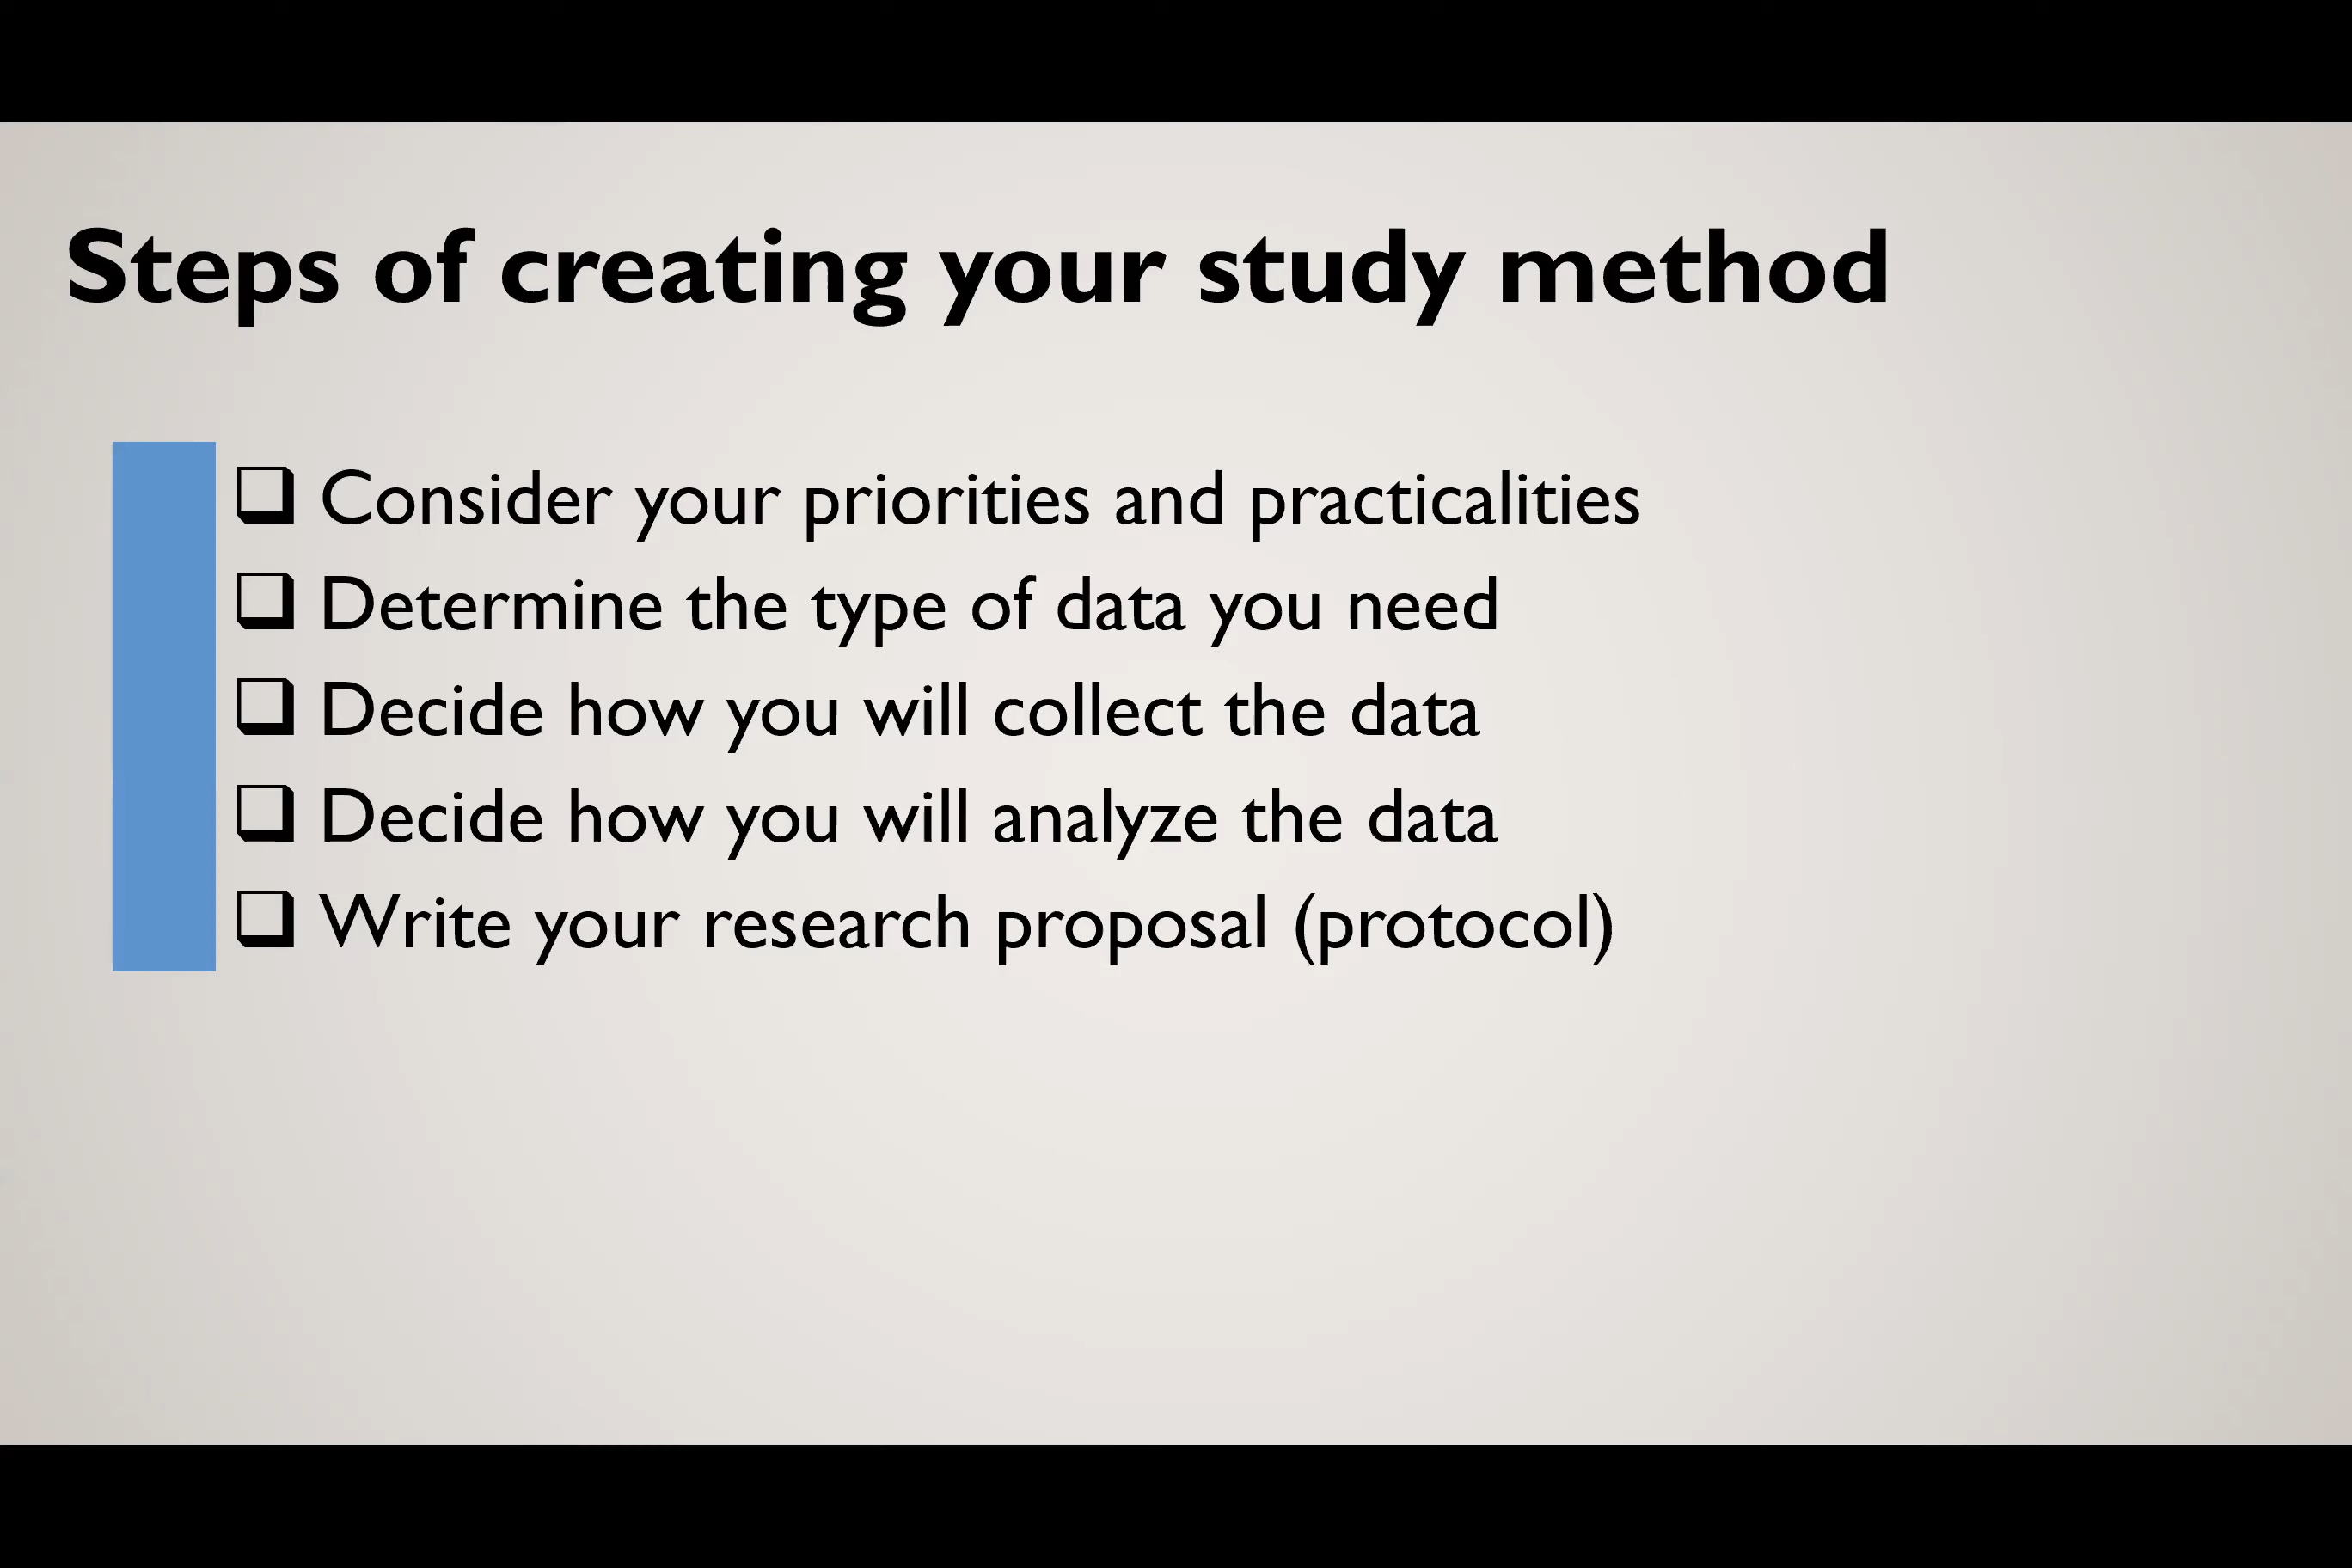 Steps of creating your study method
❑ Consider your priorities and practicalities
❑ Determine the type of data you need
❑ Decide how you will collect the data
❑ Decide how you will analyze the data
❑ Write your research proposal (protocol)